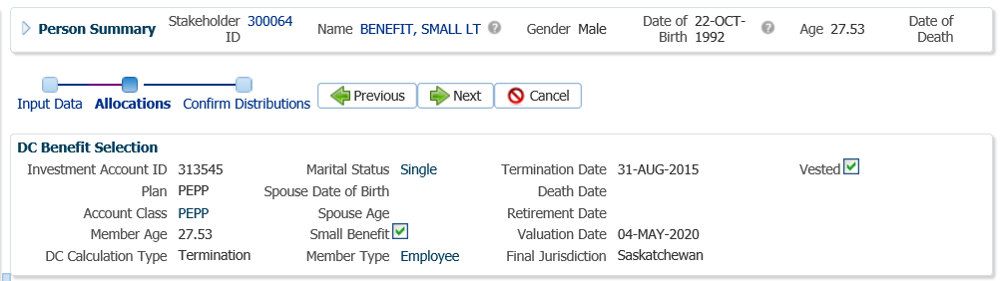 Person Summary Stakeholder ID 300064 Name BENEFIT, SMALL LT Gender Male Date of Birth 22-OCT-1992 Age 27.53 Date of Death
Input Data Allocations Confirm Distributions Previous Next Cancel
DC Benefit Selection
Investment Account ID 313545 Marital Status Single Termination Date 31-AUG-2015 Vested
Plan PEPP Spouse Date of Birth Death Date
Account Class PEPP Spouse Age Retirement Date
Member Age 27.53 Small Benefit Valuation Date 04-MAY-2020
DC Calculation Type Termination Member Type Employee Final Jurisdiction Saskatchewan